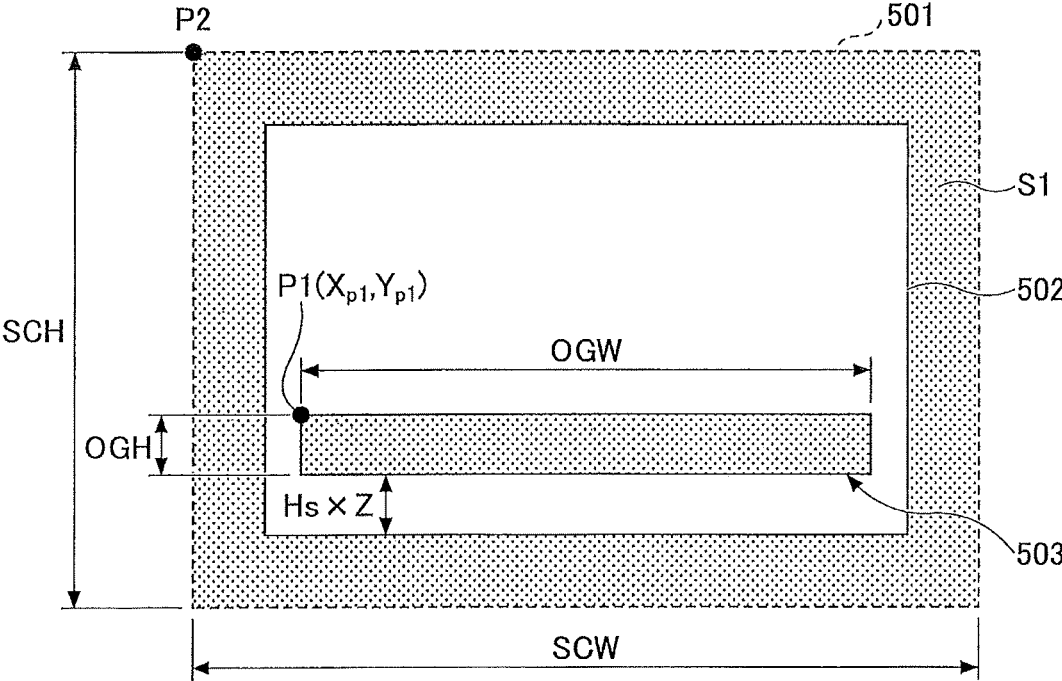 P2
501
S1
P1(Xp1,Yp1)
502
SCH
OGW
OGH
Hs×Z
503
SCW